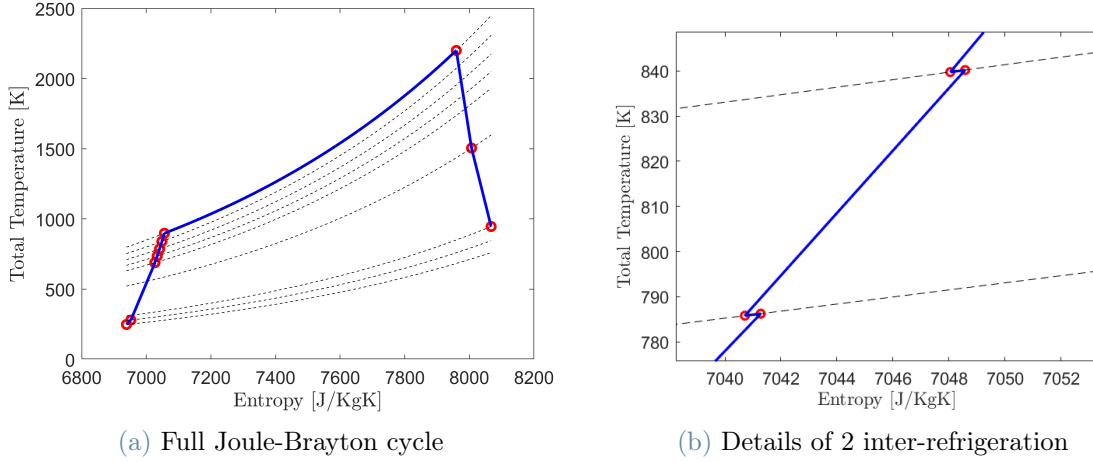 2500
2000
1500
1000
500
0
Total Temperature [K]
6800 7000 7200 7400 7600 7800 8000 8200
Entropy [J/KgK]
(a) Full Joule-Brayton cycle
840
830
820
810
800
790
780
Total Temperature [K]
7040 7042 7044 7046 7048 7050 7052
Entropy [J/KgK]
(b) Details of 2 inter-refrigeration